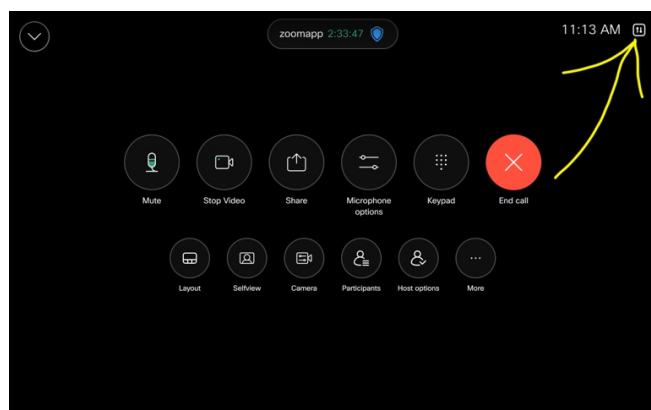 zoomapp 2:33:47
11:13 AM
Mute
Stop Video
Share
Microphone
options
Keypad
End call
Layout
Selfview
Camera
Participants
Host options
More